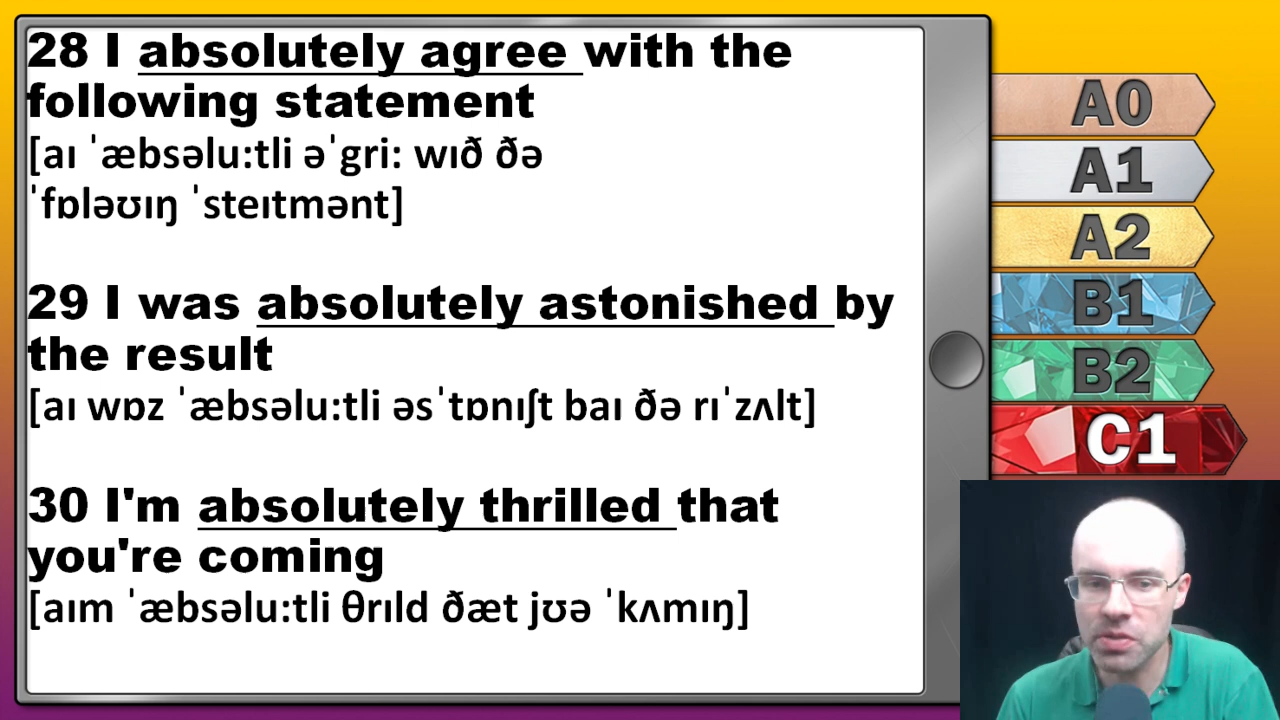 28 I absolutely agree with the
following statement
[aɪ ˈæbsəlu:tli əˈgri: wɪð ðə
ˈfɒləʊɪŋ ˈsteɪtmənt]
29 I was absolutely astonished by
the result
[aɪ wɒz ˈæbsəlu:tli əsˈtɒnɪʃt baɪ ðə rɪˈzʌlt]
30 I'm absolutely thrilled that
you're coming
[aɪm ˈæbsəlu:tli θrɪld ðæt jʊə ˈkʌmɪŋ]
A0
A1
A2
B1
B2
C1